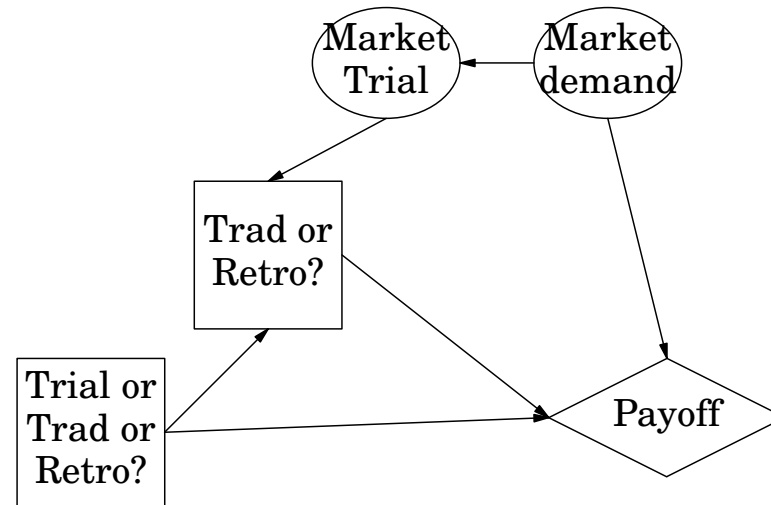 Market
Trial
Market
demand
Trad or
Retro?
Trial or
Trad or
Retro?
Payoff